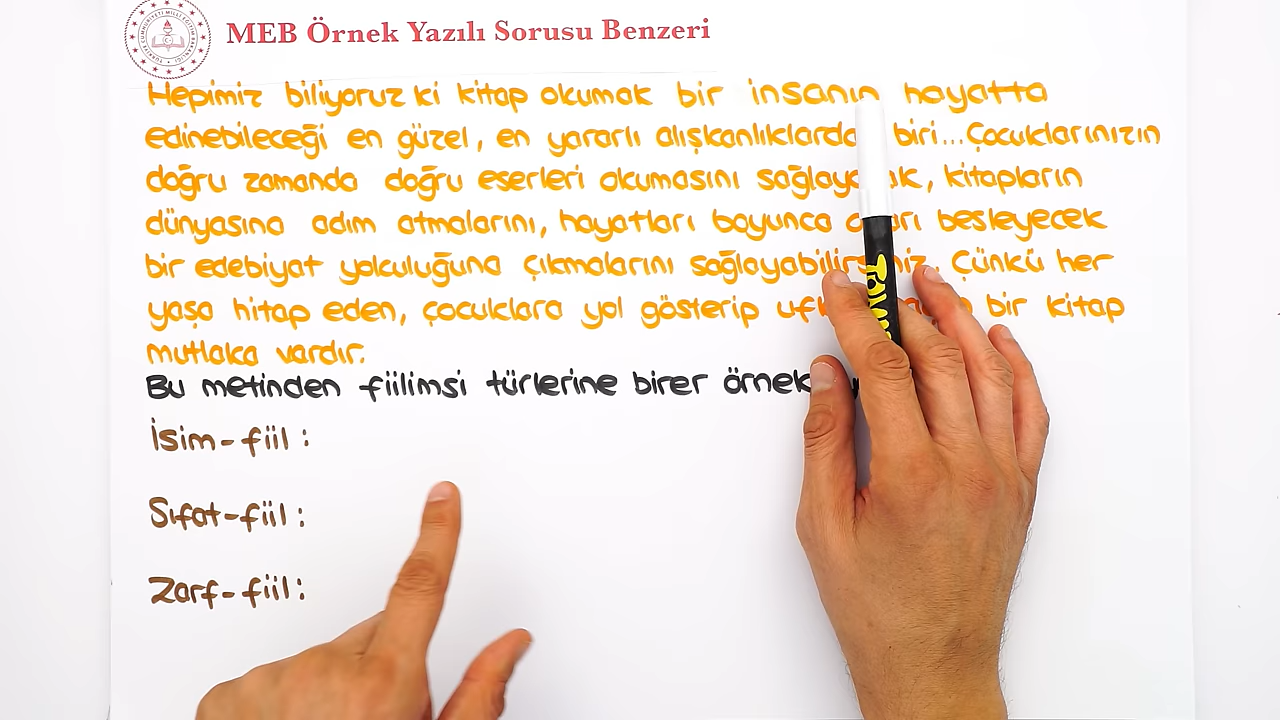 MEB Örnek Yazılı Sorusu Benzeri
Hepimiz biliyoruz ki kitap okumak bir insanın hayatta
edinebileceği en güzel, en yararlı alışkanlıklarda biri... Çocuklarınızın
doğru zamanda doğru eserleri okumasını kitapların
dünyasına adım atmalarını, hayatları boyunca besleyecek
bir edebiyat yolculuğuna çıkmalarını Çünkü her
yaşa hitap eden, çocuklara yol gösterip bir kitap
mutlaka vardır.
Bu metinden fiilimsi türlerine birer örnek
İsim-fiil :
Sıfat-fiil :
Zarf-fiil :